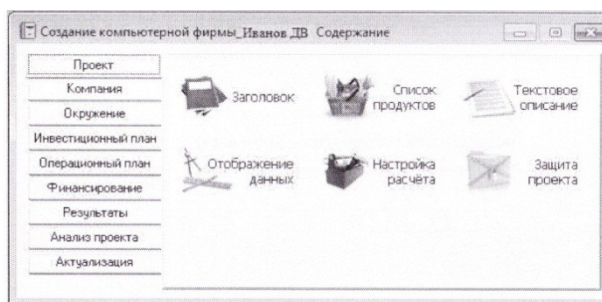 Создание компьютерной фирмы_Иванов ДВ Содержание
Проект
Компания
Окружение
Инвестиционный план
Операционный план
Финансирование
Результаты
Анализ проекта
Актуализация
Заголовок
Список
продуктов
Текстовое
описание
Отображение
данных
Настройка
расчёта
Защита
проекта